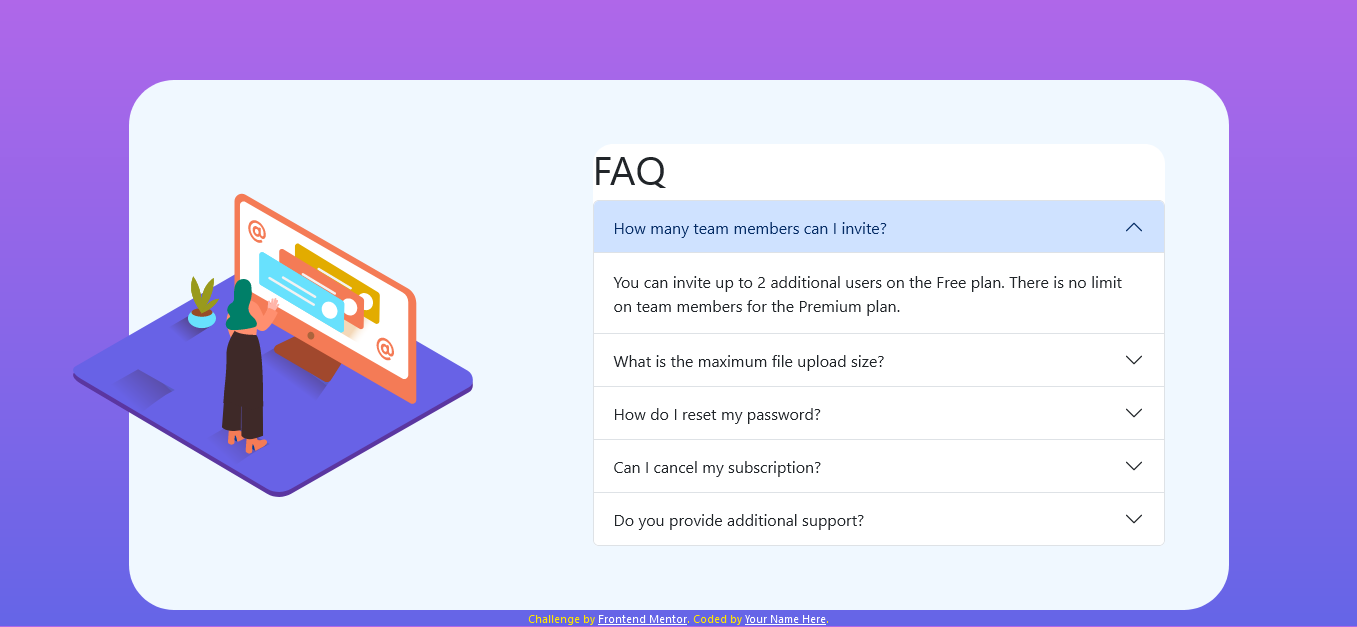 FAQ
How many team members can I invite?
You can invite up to 2 additional users on the Free plan. There is no limit
on team members for the Premium plan.
What is the maximum file upload size?
How do I reset my password?
Can I cancel my subscription?
Do you provide additional support?
@
@
Challenge by Frontend Mentor. Coded by Your Name Here.